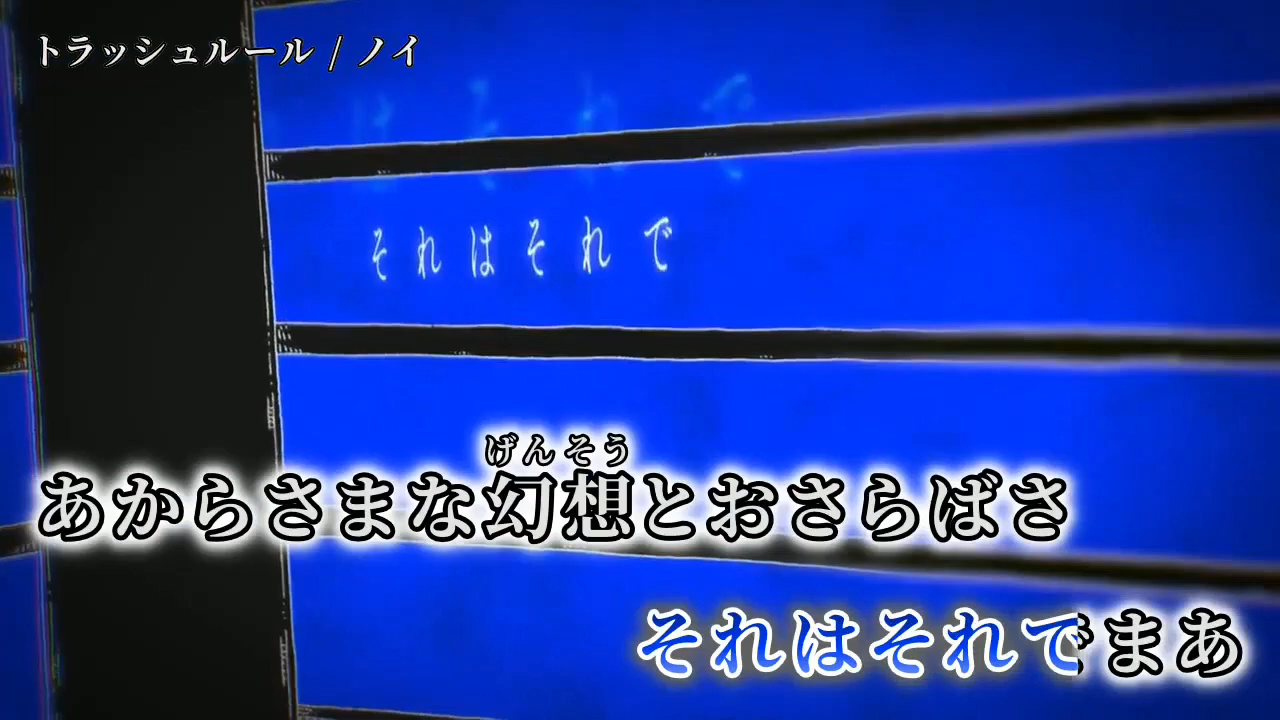 トラッシュルール / ノイ
それはそれで
げんそう
あからさまな幻想とおさらばさ
それはそれでまあ